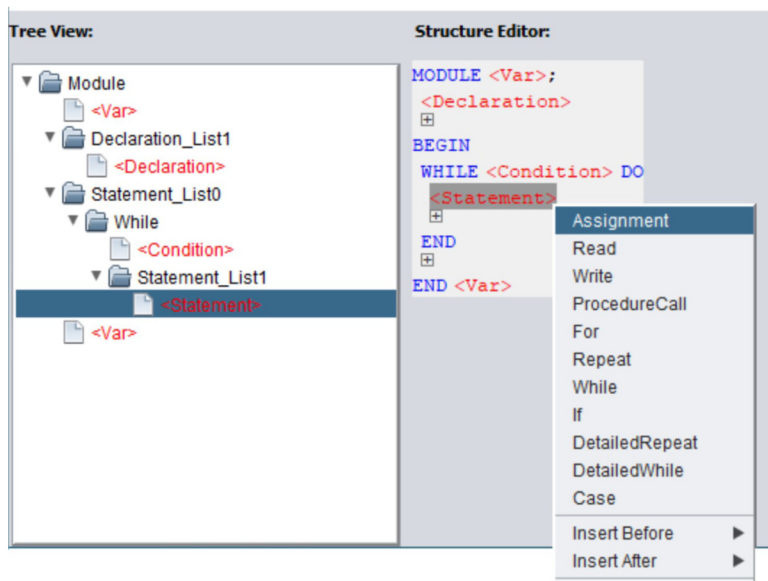 Tree View:
Module
<Var>
Declaration_List1
<Declaration>
Statement_List0
While
<Condition>
Statement_List1
<Statement>
<Var>
Structure Editor:
MODULE <Var>;
<Declaration>
BEGIN
WHILE <Condition> DO
<Statement>
END
END <Var>
Assignment
Read
Write
ProcedureCall
For
Repeat
While
If
DetailedRepeat
DetailedWhile
Case
Insert Before
Insert After